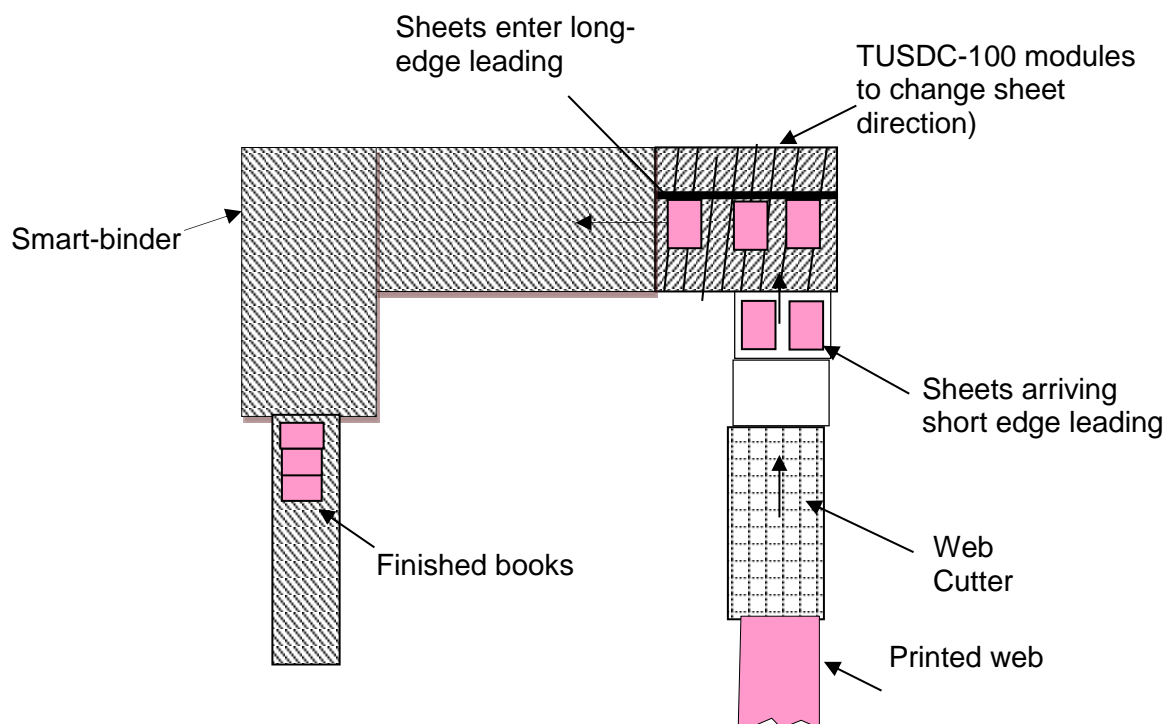 Sheets enter long-
edge leading
TUSDC-100 modules
to change sheet
direction)
Smart-binder
Sheets arriving
short edge leading
Finished books
Web
Cutter
Printed web